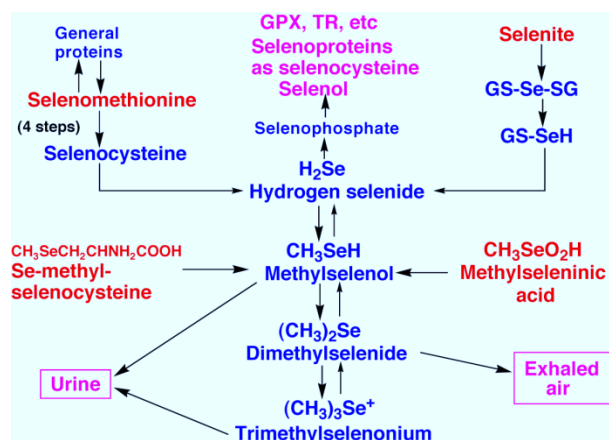 General
proteins
Selenomethionine
(4 steps)
Selenocysteine
GPX, TR, etc
Selenoproteins
as selenocysteine
Selenol
Selenophosphate
H₂Se
Hydrogen selenide
Selenite
GS-Se-SG
GS-SeH
CH₃SeCH₂CHNH₂COOH
Se-methyl-
selenocysteine
CH₃SeH
Methylselenol
CH₃SeO₂H
Methylseleninic
acid
(CH₃)₂Se
Dimethylselenide
Urine
Exhaled
air
(CH₃)₃Se⁺
Trimethylselenonium